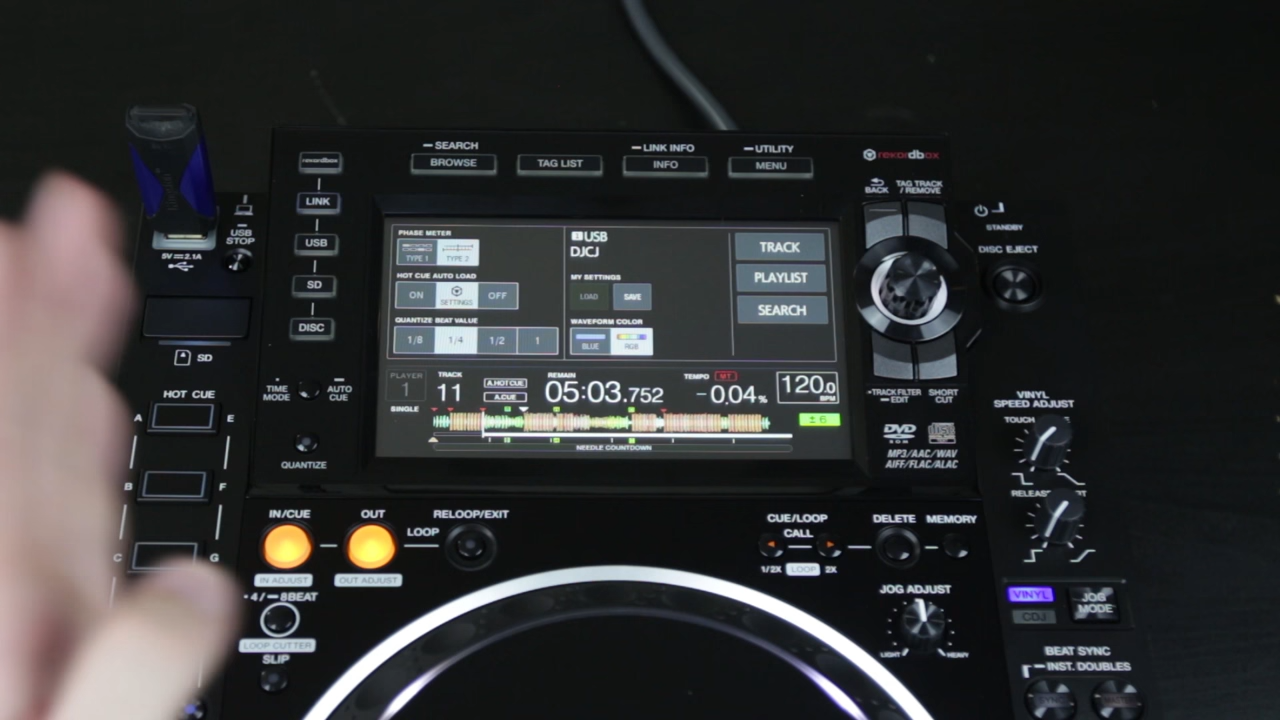 SEARCH
BROWSE
TAG LIST
LINK INFO
INFO
UTILITY
MENU
rekordbox
rekordbox
LINK
USB
SD
DISC
BACK
TAG TRACK
/ REMOVE
STANDBY
DISC EJECT
USB
STOP
5V⎓2.1A
SD
PHASE METER
TYPE 1
TYPE 2
HOT CUE AUTO LOAD
ON
SETTINGS
OFF
QUANTIZE BEAT VALUE
1/8
1/4
1/2
1
USB
DJCJ
MY SETTINGS
LOAD
SAVE
WAVEFORM COLOR
BLUE
RGB
TRACK
PLAYLIST
SEARCH
PLAYER
1
TRACK
11
A.HOT CUE
A.CUE
REMAIN
05:03.752
TEMPO
MT
-0.04%
120.0
BPM
SINGLE
±6
NEEDLE COUNTDOWN
TIME
MODE
AUTO
CUE
QUANTIZE
HOT CUE
A
E
B
F
C
G
TRACK FILTER
EDIT
SHORT
CUT
DVD
ROM
MP3/AAC/WAV
AIFF/FLAC/ALAC
VINYL
SPEED ADJUST
TOUCH
RELEASE
IN/CUE
OUT
LOOP
RELOOP/EXIT
IN ADJUST
OUT ADJUST
4/ 8BEAT
LOOP CUTTER
SLIP
CUE/LOOP
CALL
1/2X
LOOP
2X
DELETE
MEMORY
JOG ADJUST
LIGHT
HEAVY
VINYL
CDJ
JOG
MODE
BEAT SYNC
INST. DOUBLES